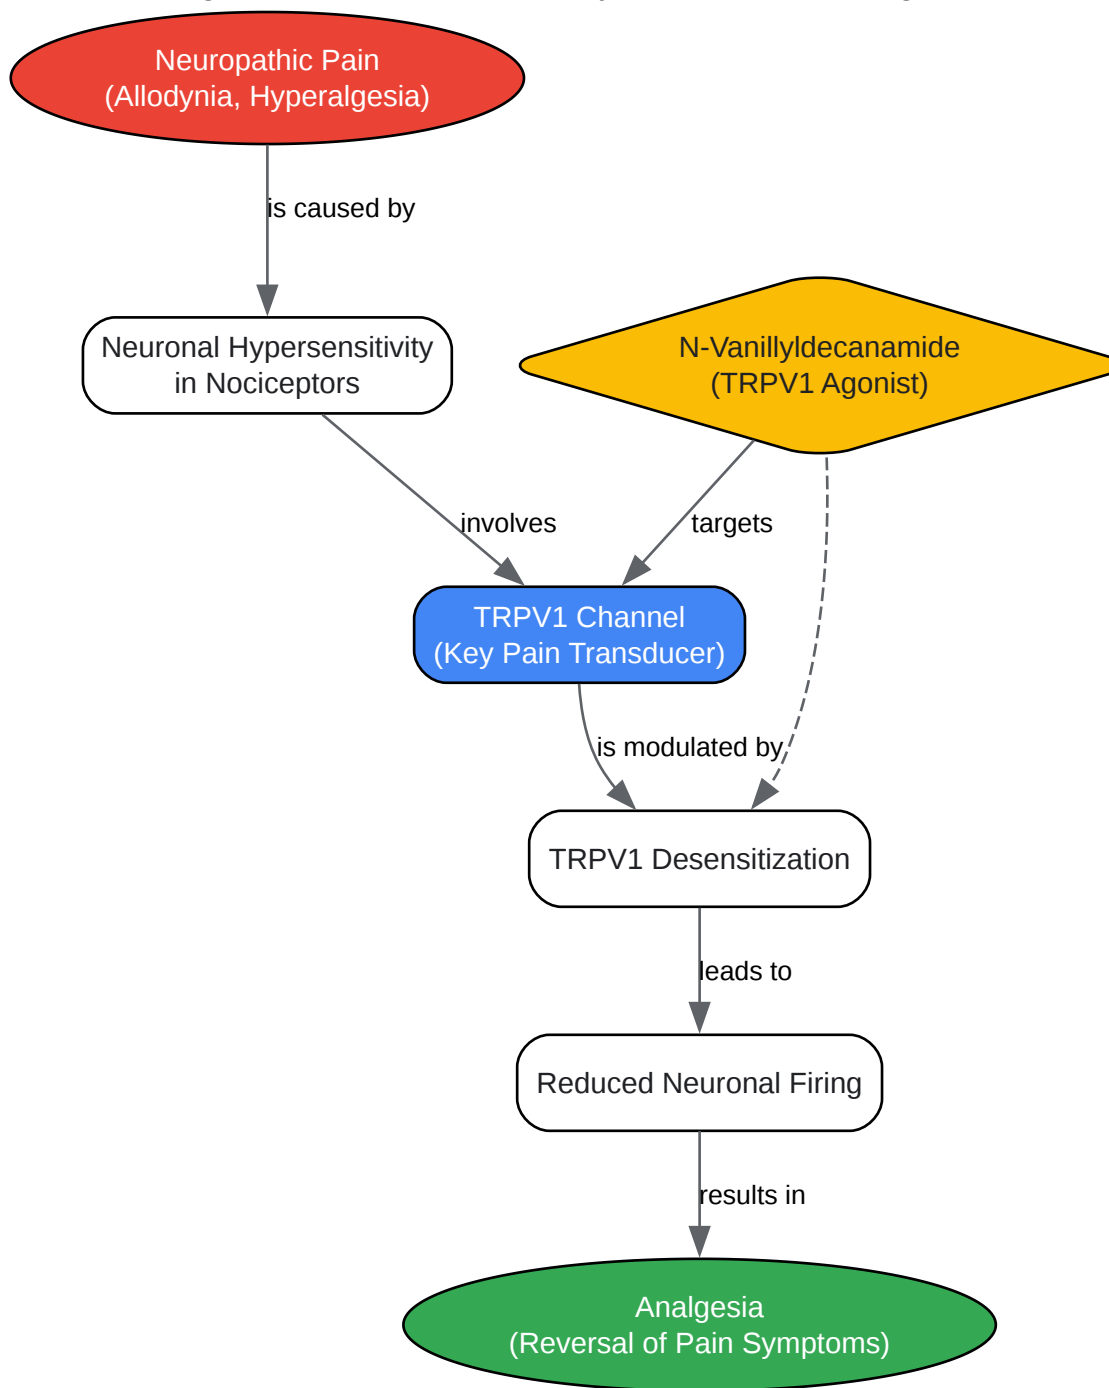 Neuropathic Pain
(Allodynia, Hyperalgesia)
is caused by
Neuronal Hypersensitivity
in Nociceptors
N-Vanillyldecanamide
(TRPV1 Agonist)
involves
targets
TRPV1 Channel
(Key Pain Transducer)
is modulated by
TRPV1 Desensitization
leads to
Reduced Neuronal Firing
results in
Analgesia
(Reversal of Pain Symptoms)